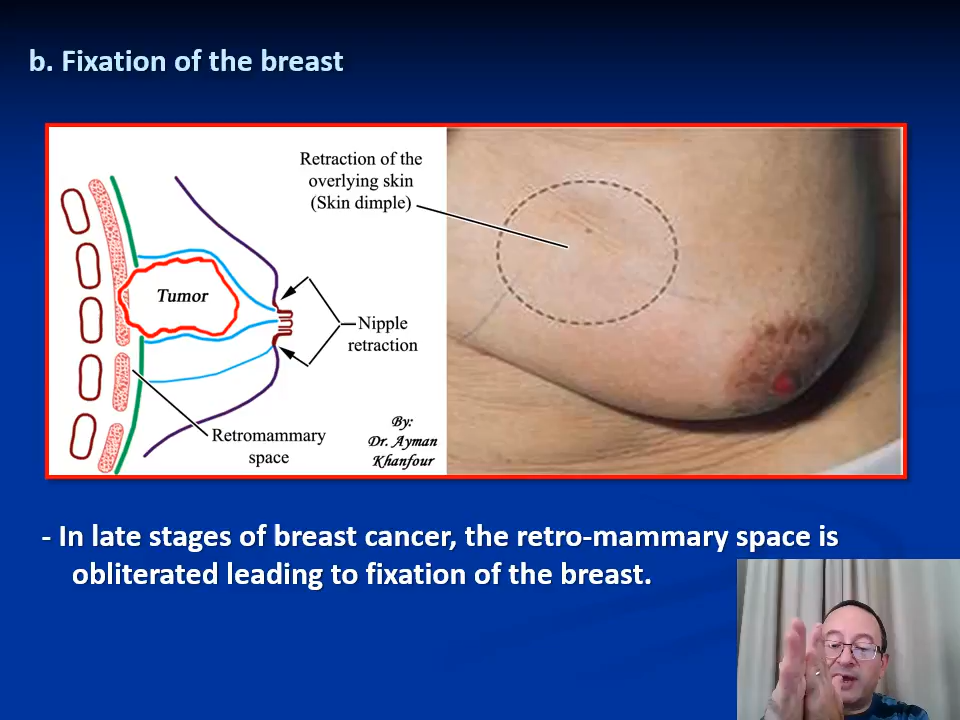 b. Fixation of the breast
Retraction of the
overlying skin
(Skin dimple)
Tumor
Nipple
retraction
Retromammary
space
By:
Dr. Ayman
Khanfour
- In late stages of breast cancer, the retro-mammary space is
obliterated leading to fixation of the breast.